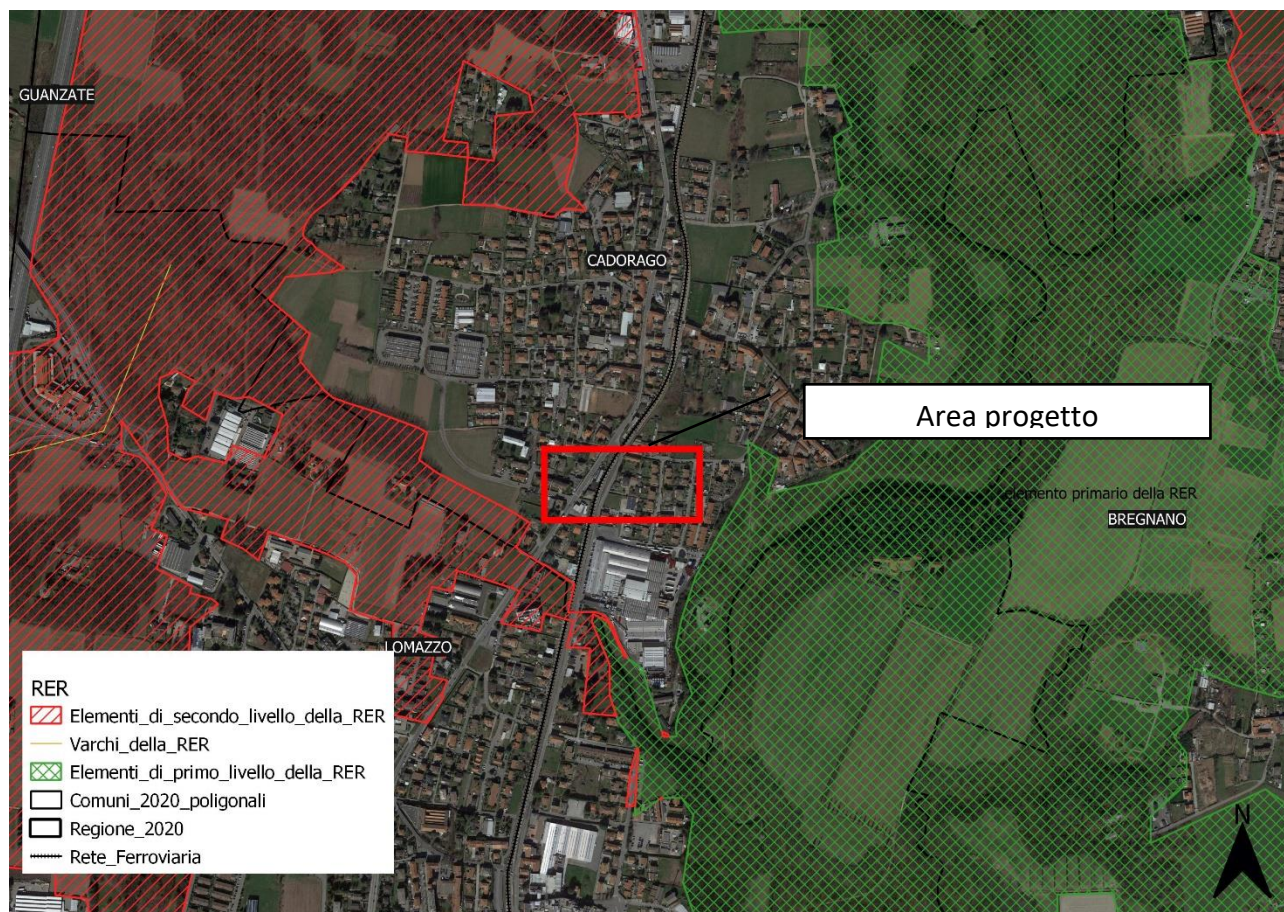 GUANZATE
CADORAGO
Area progetto
elemento primario della RER
BREGNANO
LOMAZZO
RER
Elementi_di_secondo_livello_della_RER
Varchi_della_RER
Elementi_di_primo_livello_della_RER
Comuni_2020_poligonali
Regione_2020
Rete_Ferroviaria
N